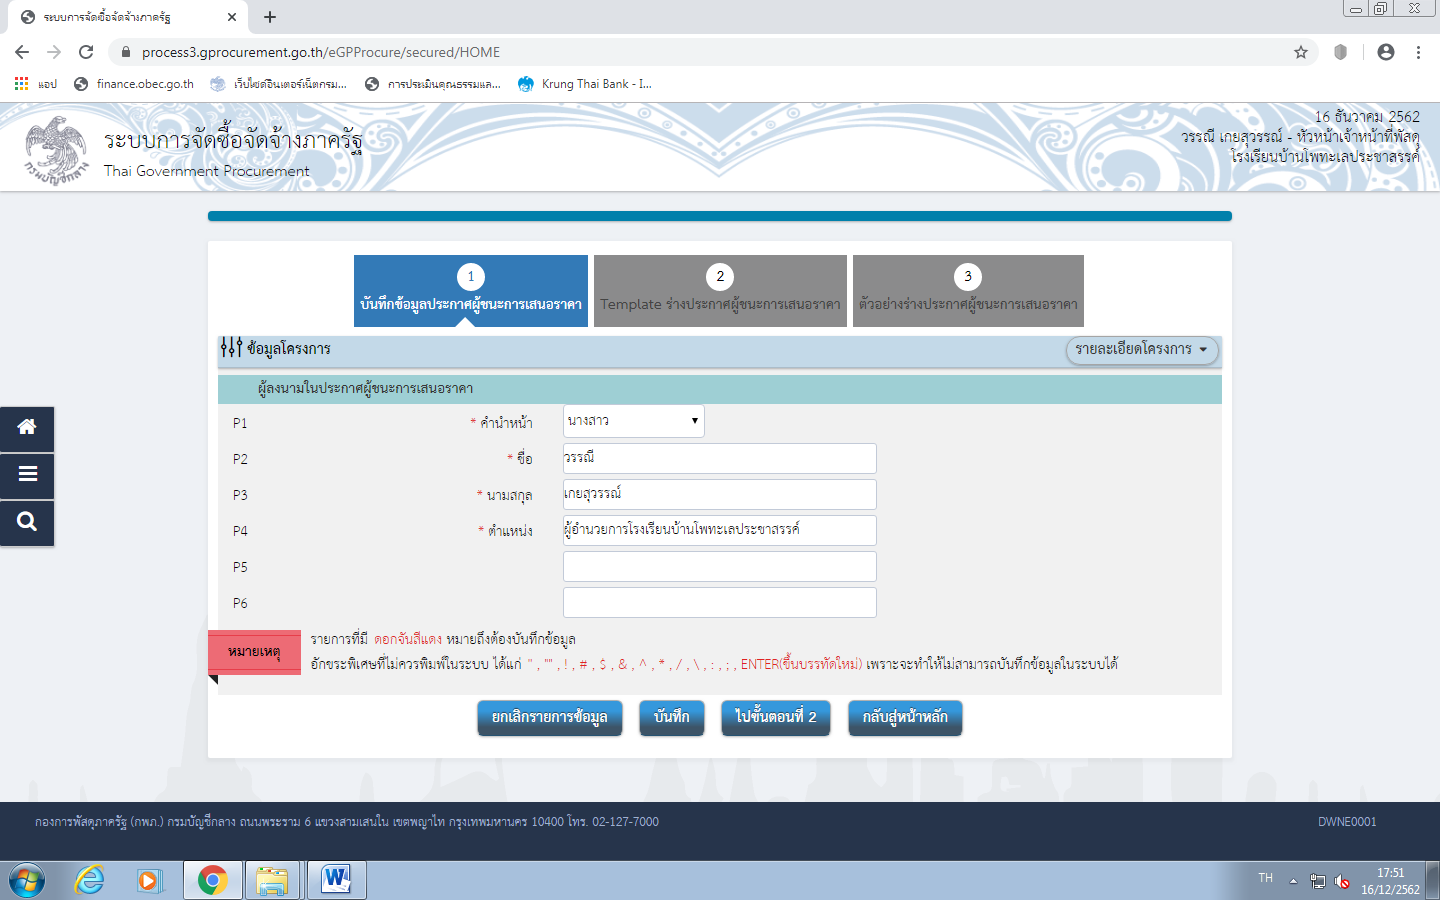 ระบบการจัดซื้อจัดจ้างภาครัฐ
process3.gprocurement.go.th/eGPProcure/secured/HOME
แอป finance.obec.go.th เว็บไซต์อินเตอร์เน็ตกรม... การประเมินคุณธรรมแล... Krung Thai Bank - I...
ระบบการจัดซื้อจัดจ้างภาครัฐ
Thai Government Procurement
กรมบัญชีกลาง
16 ธันวาคม 2562
วรรณี เกยสุวรรณ์ - หัวหน้าเจ้าหน้าที่พัสดุ
โรงเรียนบ้านโพทะเลประชาสรรค์
1 บันทึกข้อมูลประกาศผู้ชนะการเสนอราคา
2 Template ร่างประกาศผู้ชนะการเสนอราคา
3 ตัวอย่างร่างประกาศผู้ชนะการเสนอราคา
ข้อมูลโครงการ รายละเอียดโครงการ
ผู้ลงนามในประกาศผู้ชนะการเสนอราคา
P1 * คำนำหน้า นางสาว
P2 * ชื่อ วรรณี
P3 * นามสกุล เกยสุวรรณ์
P4 * ตำแหน่ง ผู้อำนวยการโรงเรียนบ้านโพทะเลประชาสรรค์
P5
P6
หมายเหตุ
รายการที่มี ดอกจันสีแดง หมายถึงต้องบันทึกข้อมูล
อักขระพิเศษที่ไม่ควรพิมพ์ในระบบ ได้แก่ " , "" , ! , # , $ , & , ^ , * , / , \ , : , ; , ENTER(ขึ้นบรรทัดใหม่) เพราะจะทำให้ไม่สามารถบันทึกข้อมูลในระบบได้
ยกเลิกรายการข้อมูล บันทึก ไปขั้นตอนที่ 2 กลับสู่หน้าหลัก
กองการพัสดุภาครัฐ (กพภ.) กรมบัญชีกลาง ถนนพระราม 6 แขวงสามเสนใน เขตพญาไท กรุงเทพมหานคร 10400 โทร. 02-127-7000 DWNE0001
TH 17:51
16/12/2562